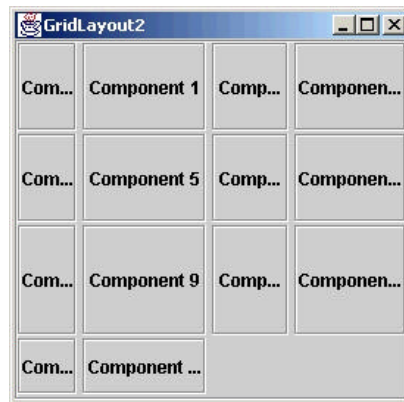 GridLayout2
Com... Component 1 Comp... Componen...
Com... Component 5 Comp... Componen...
Com... Component 9 Comp... Componen...
Com... Component ...